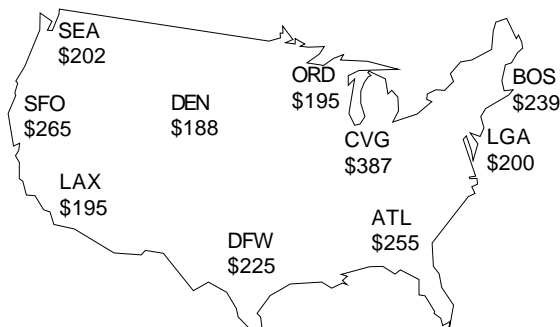 SEA
$202
ORD
$195
BOS
$239
SFO
$265
DEN
$188
CVG
$387
LGA
$200
LAX
$195
ATL
$255
DFW
$225